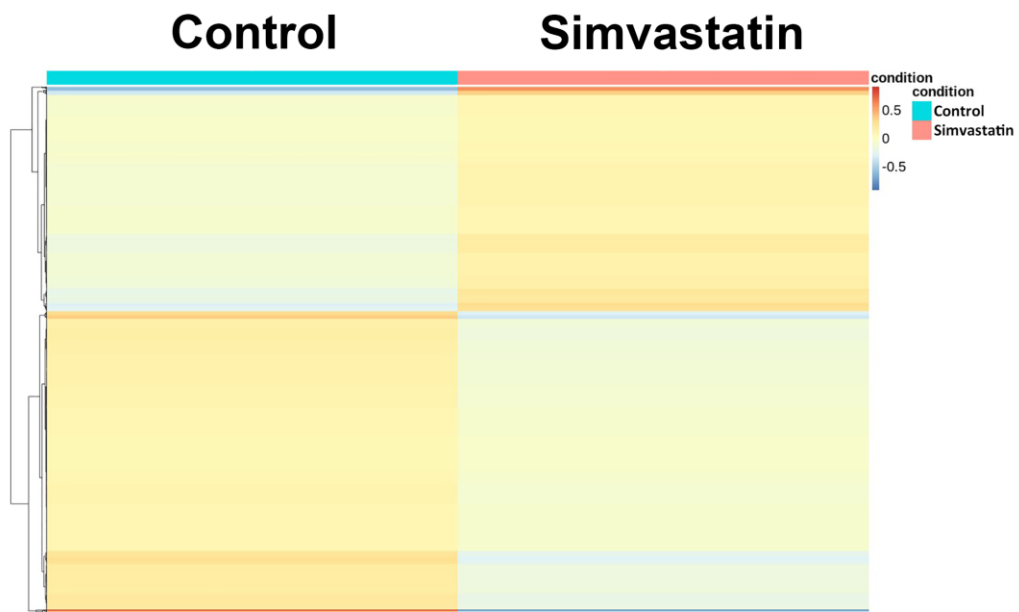 Control Simvastatin
condition
condition
0.5
0
-0.5
Control
Simvastatin